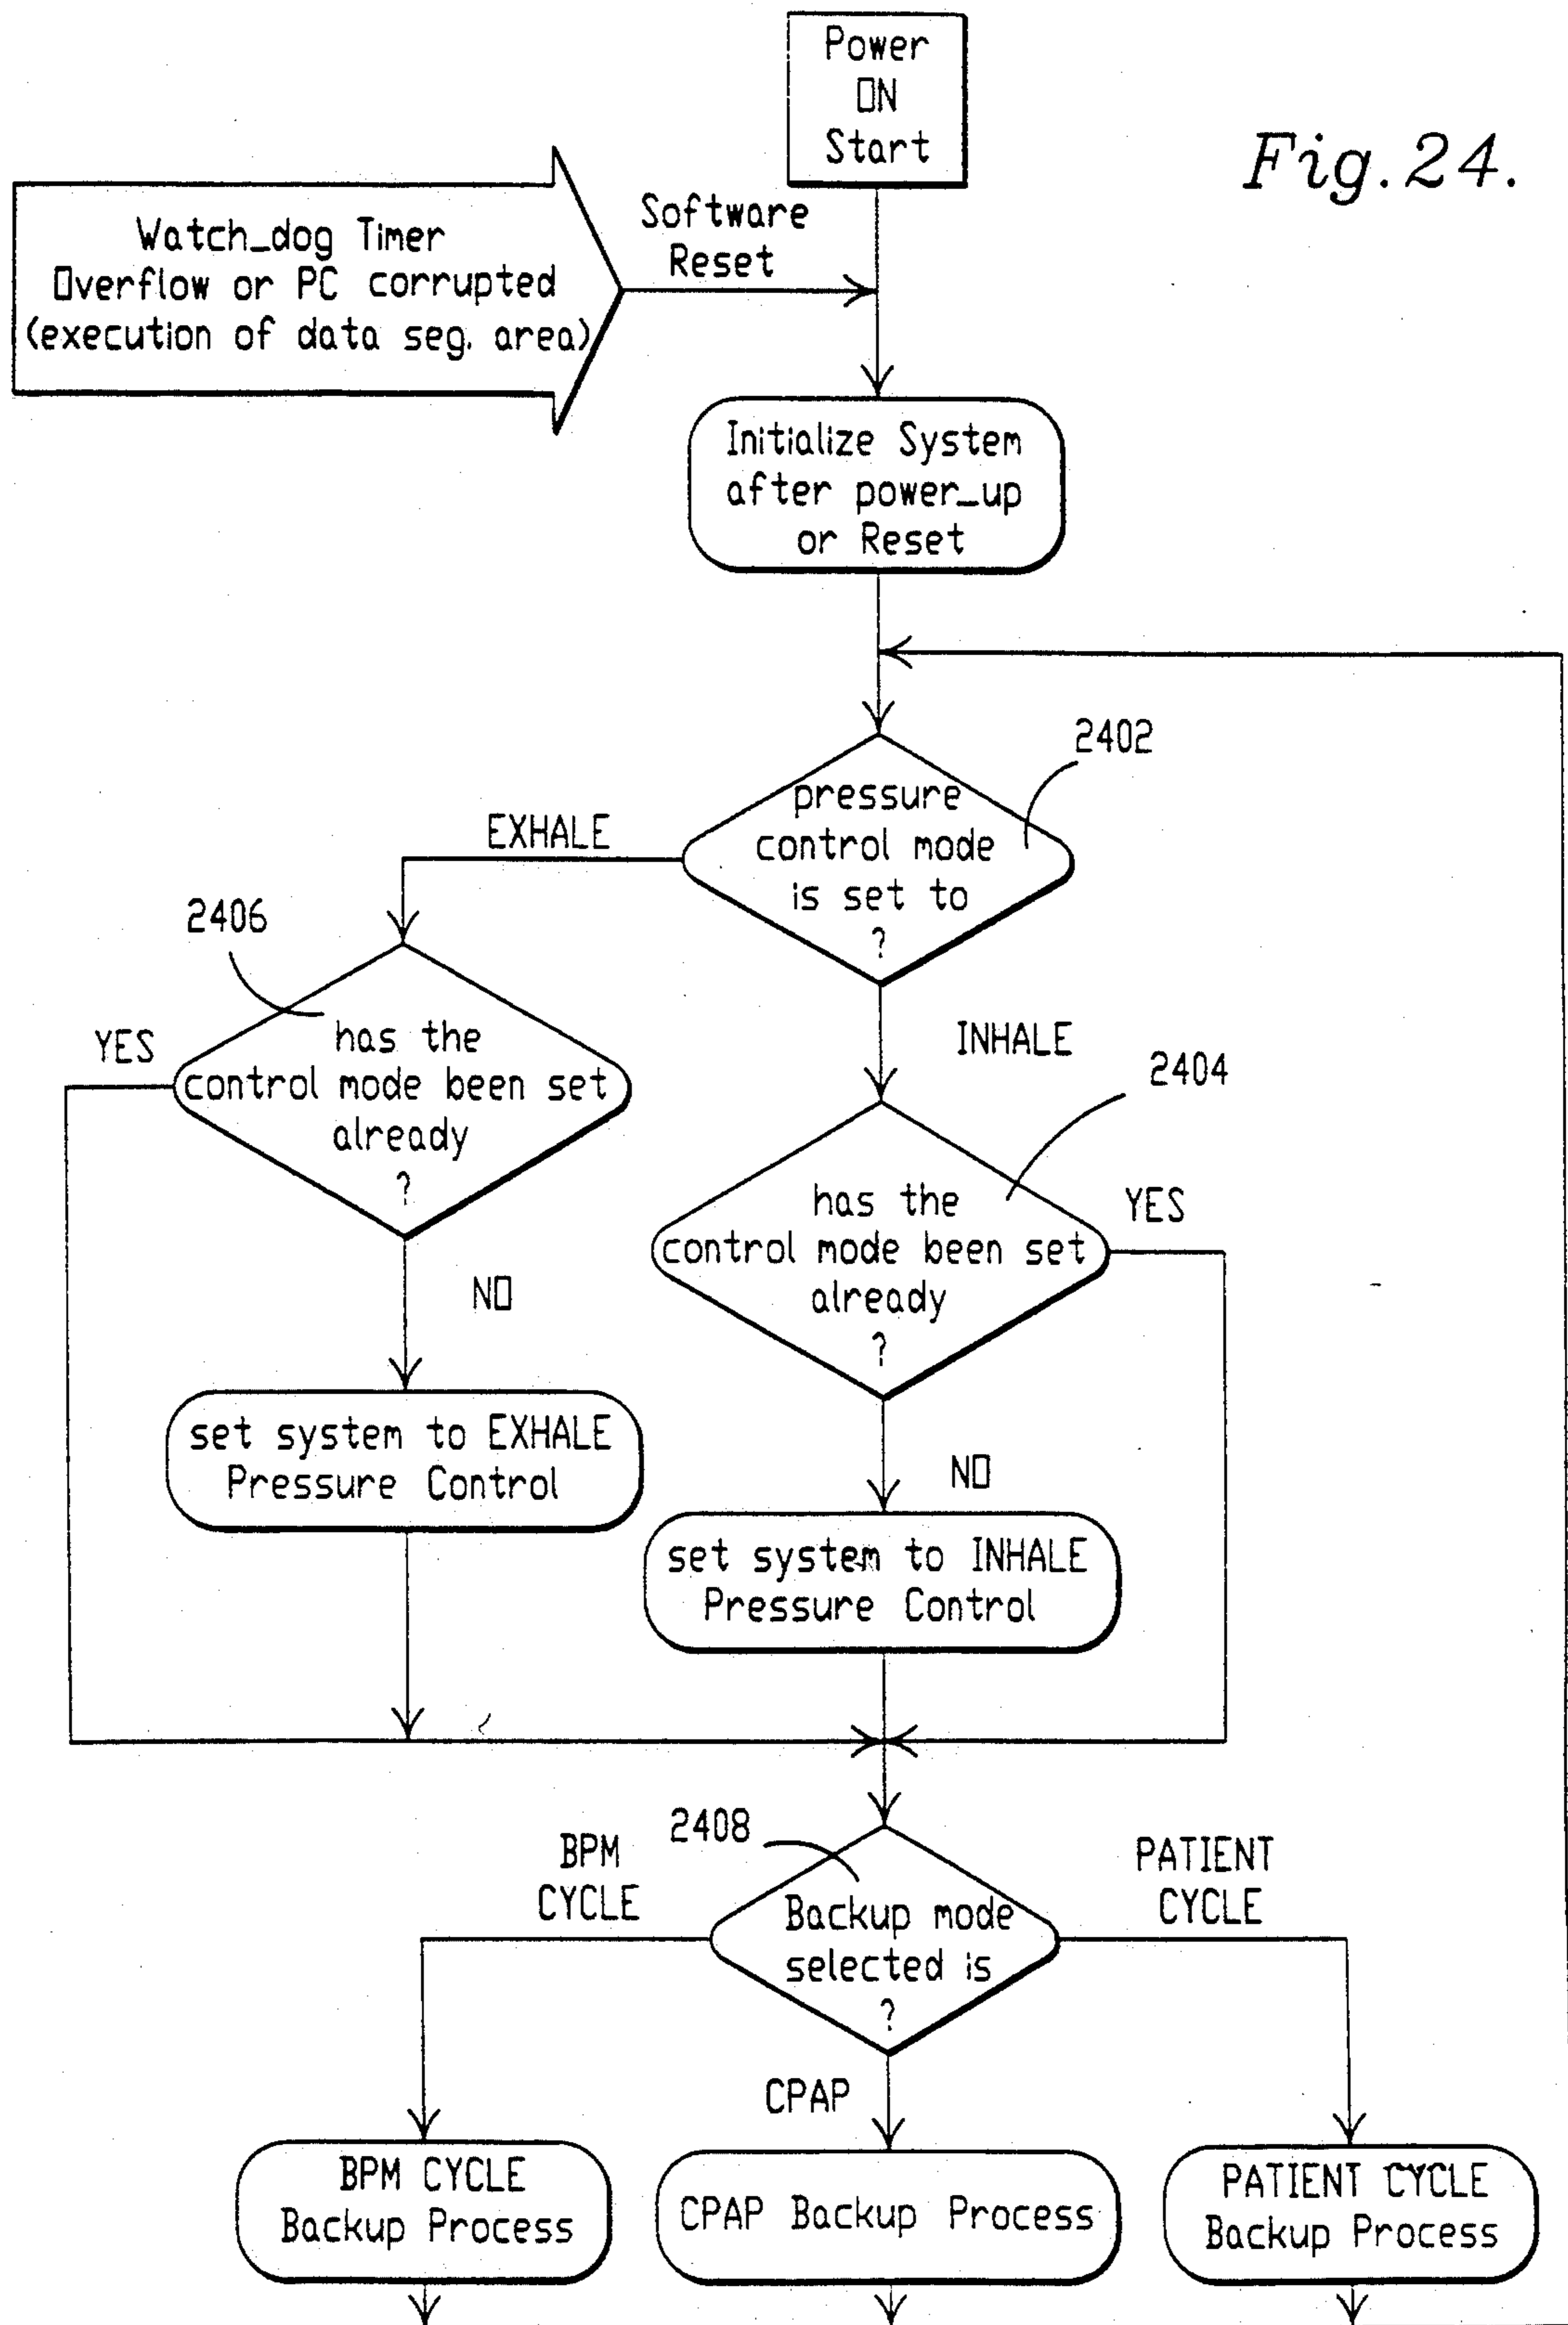 Power
ON
Start
Fig. 24.
Watch_dog Timer
Overflow or PC corrupted
(execution of data seg. area)
Software
Reset
Initialize System
after power_up
or Reset
2402
pressure
control mode
is set to
?
EXHALE
INHALE
2406
has the
control mode been set
already
?
YES
NO
2404
has the
control mode been set
already
?
YES
NO
set system to EXHALE
Pressure Control
set system to INHALE
Pressure Control
2408
Backup mode
selected is
?
BPM
CYCLE
CPAP
PATIENT
CYCLE
BPM CYCLE
Backup Process
CPAP Backup Process
PATIENT CYCLE
Backup Process